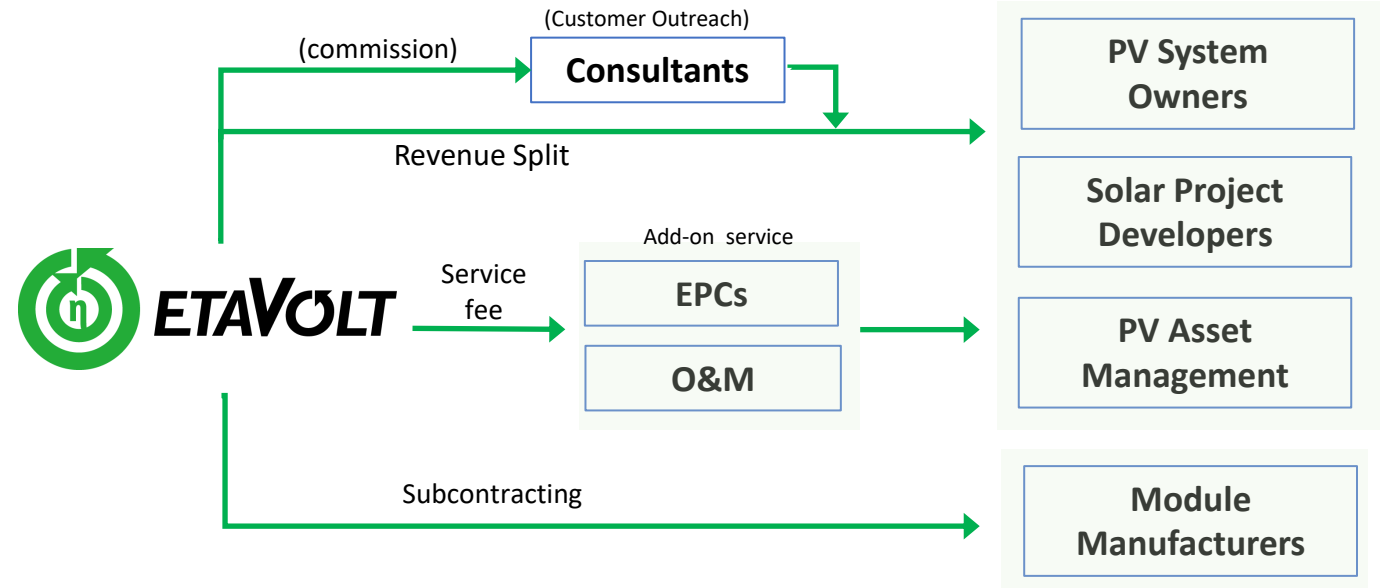 (Customer Outreach)
(commission)
Consultants
PV System
Owners
Revenue Split
Solar Project
Developers
Add-on service
η
ETAVOLT
Service
fee
EPCs
O&M
PV Asset
Management
Subcontracting
Module
Manufacturers